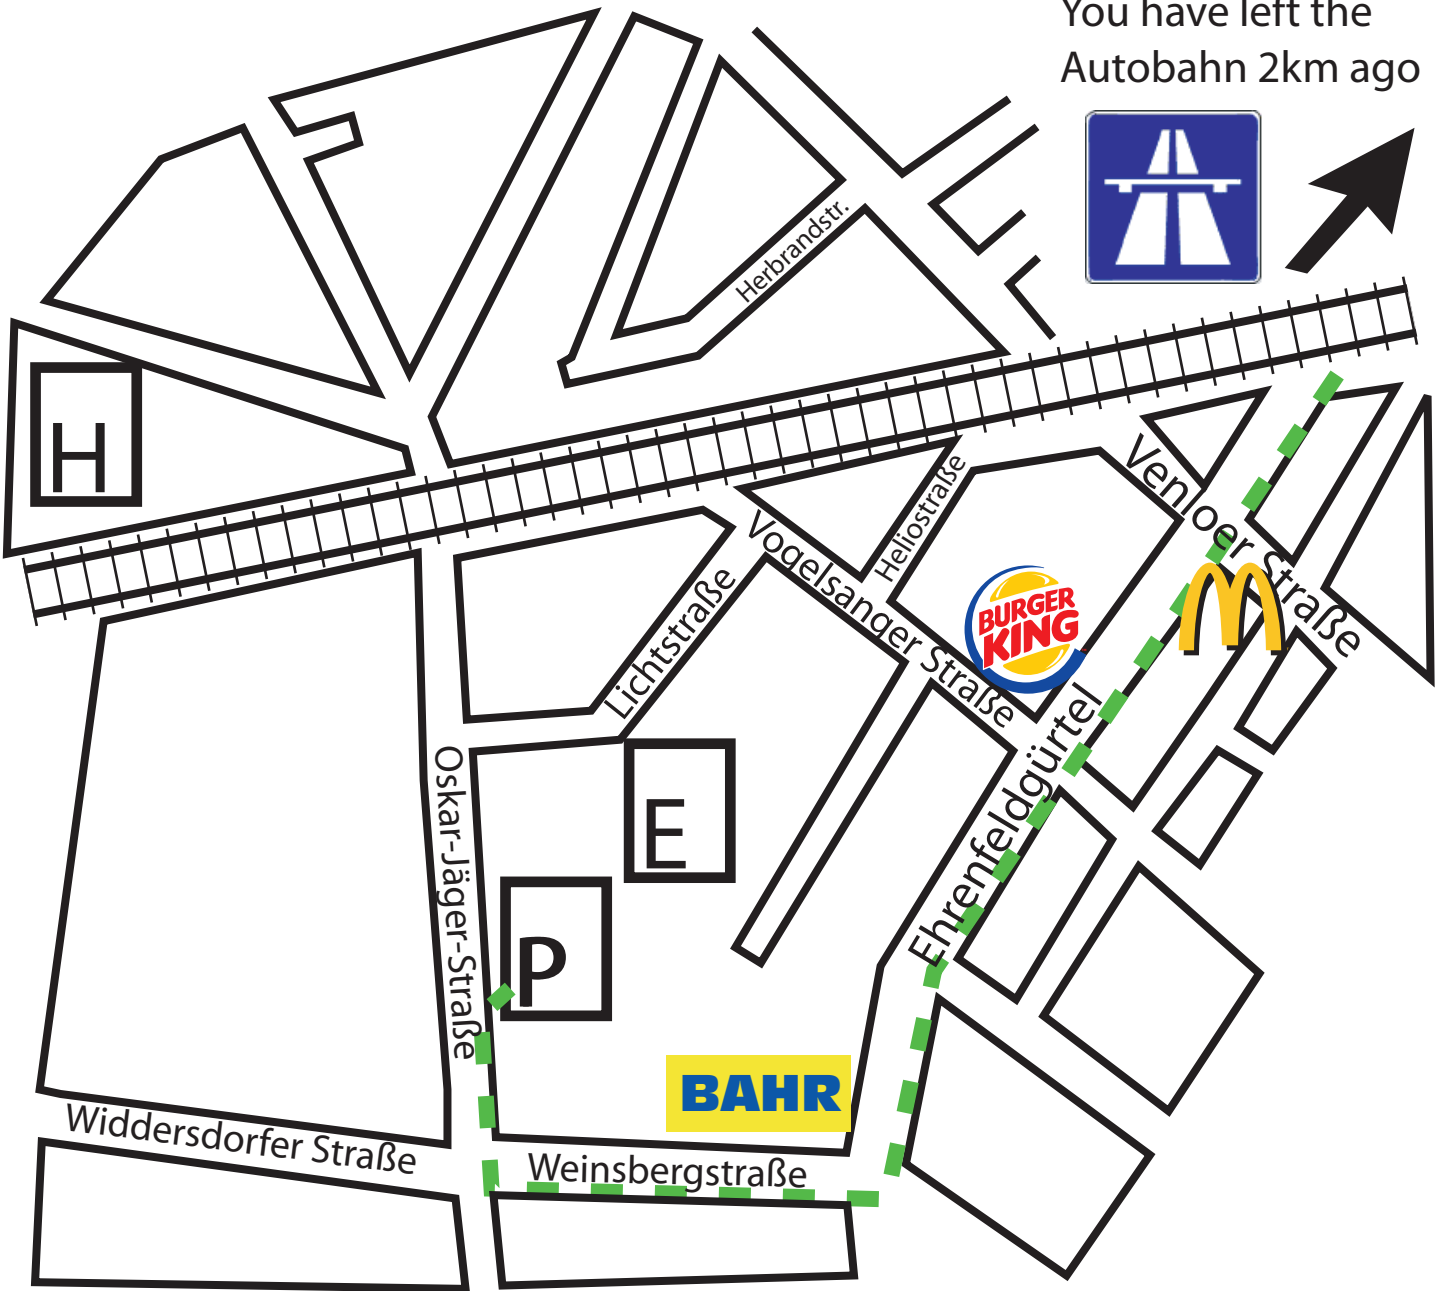 You have left the
Autobahn 2km ago
Herbrandstr.
H
Venloer Straße
Heliostraße
Vogelsanger Straße
Lichtstraße
BURGER
KING
Ehrenfeldgürtel
Oskar-Jäger-Straße
E
P
BAHR
Widdersdorfer Straße
Weinsbergstraße